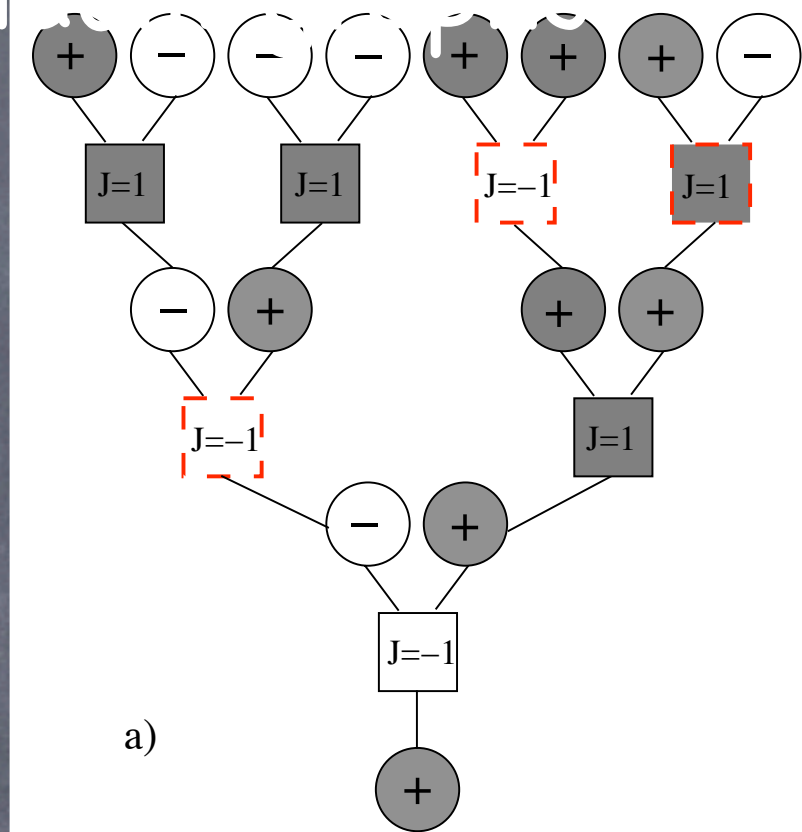 + − − − + + + −
J=1 J=1 J=−1 J=1
− + + +
J=−1 J=1
− +
J=−1
a)
+